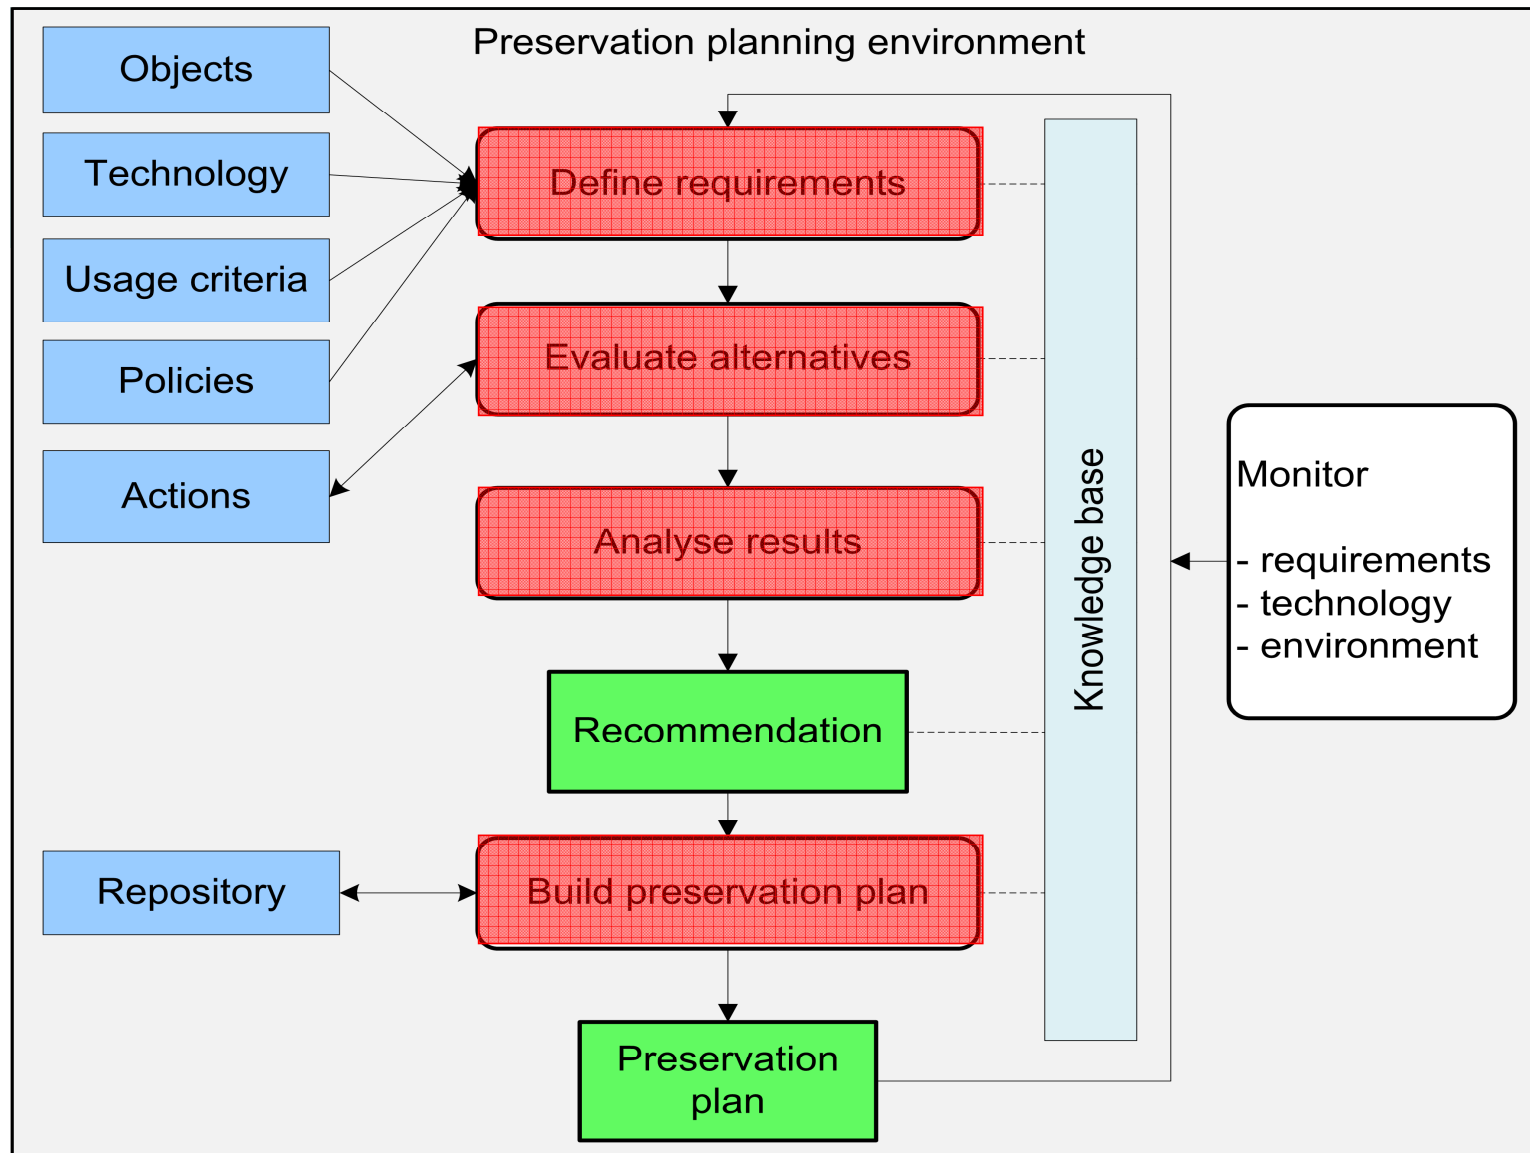 Preservation planning environment
Objects
Technology
Usage criteria
Policies
Actions
Repository
Define requirements
Evaluate alternatives
Analyse results
Recommendation
Build preservation plan
Preservation
plan
Knowledge base
Monitor
- requirements
- technology
- environment